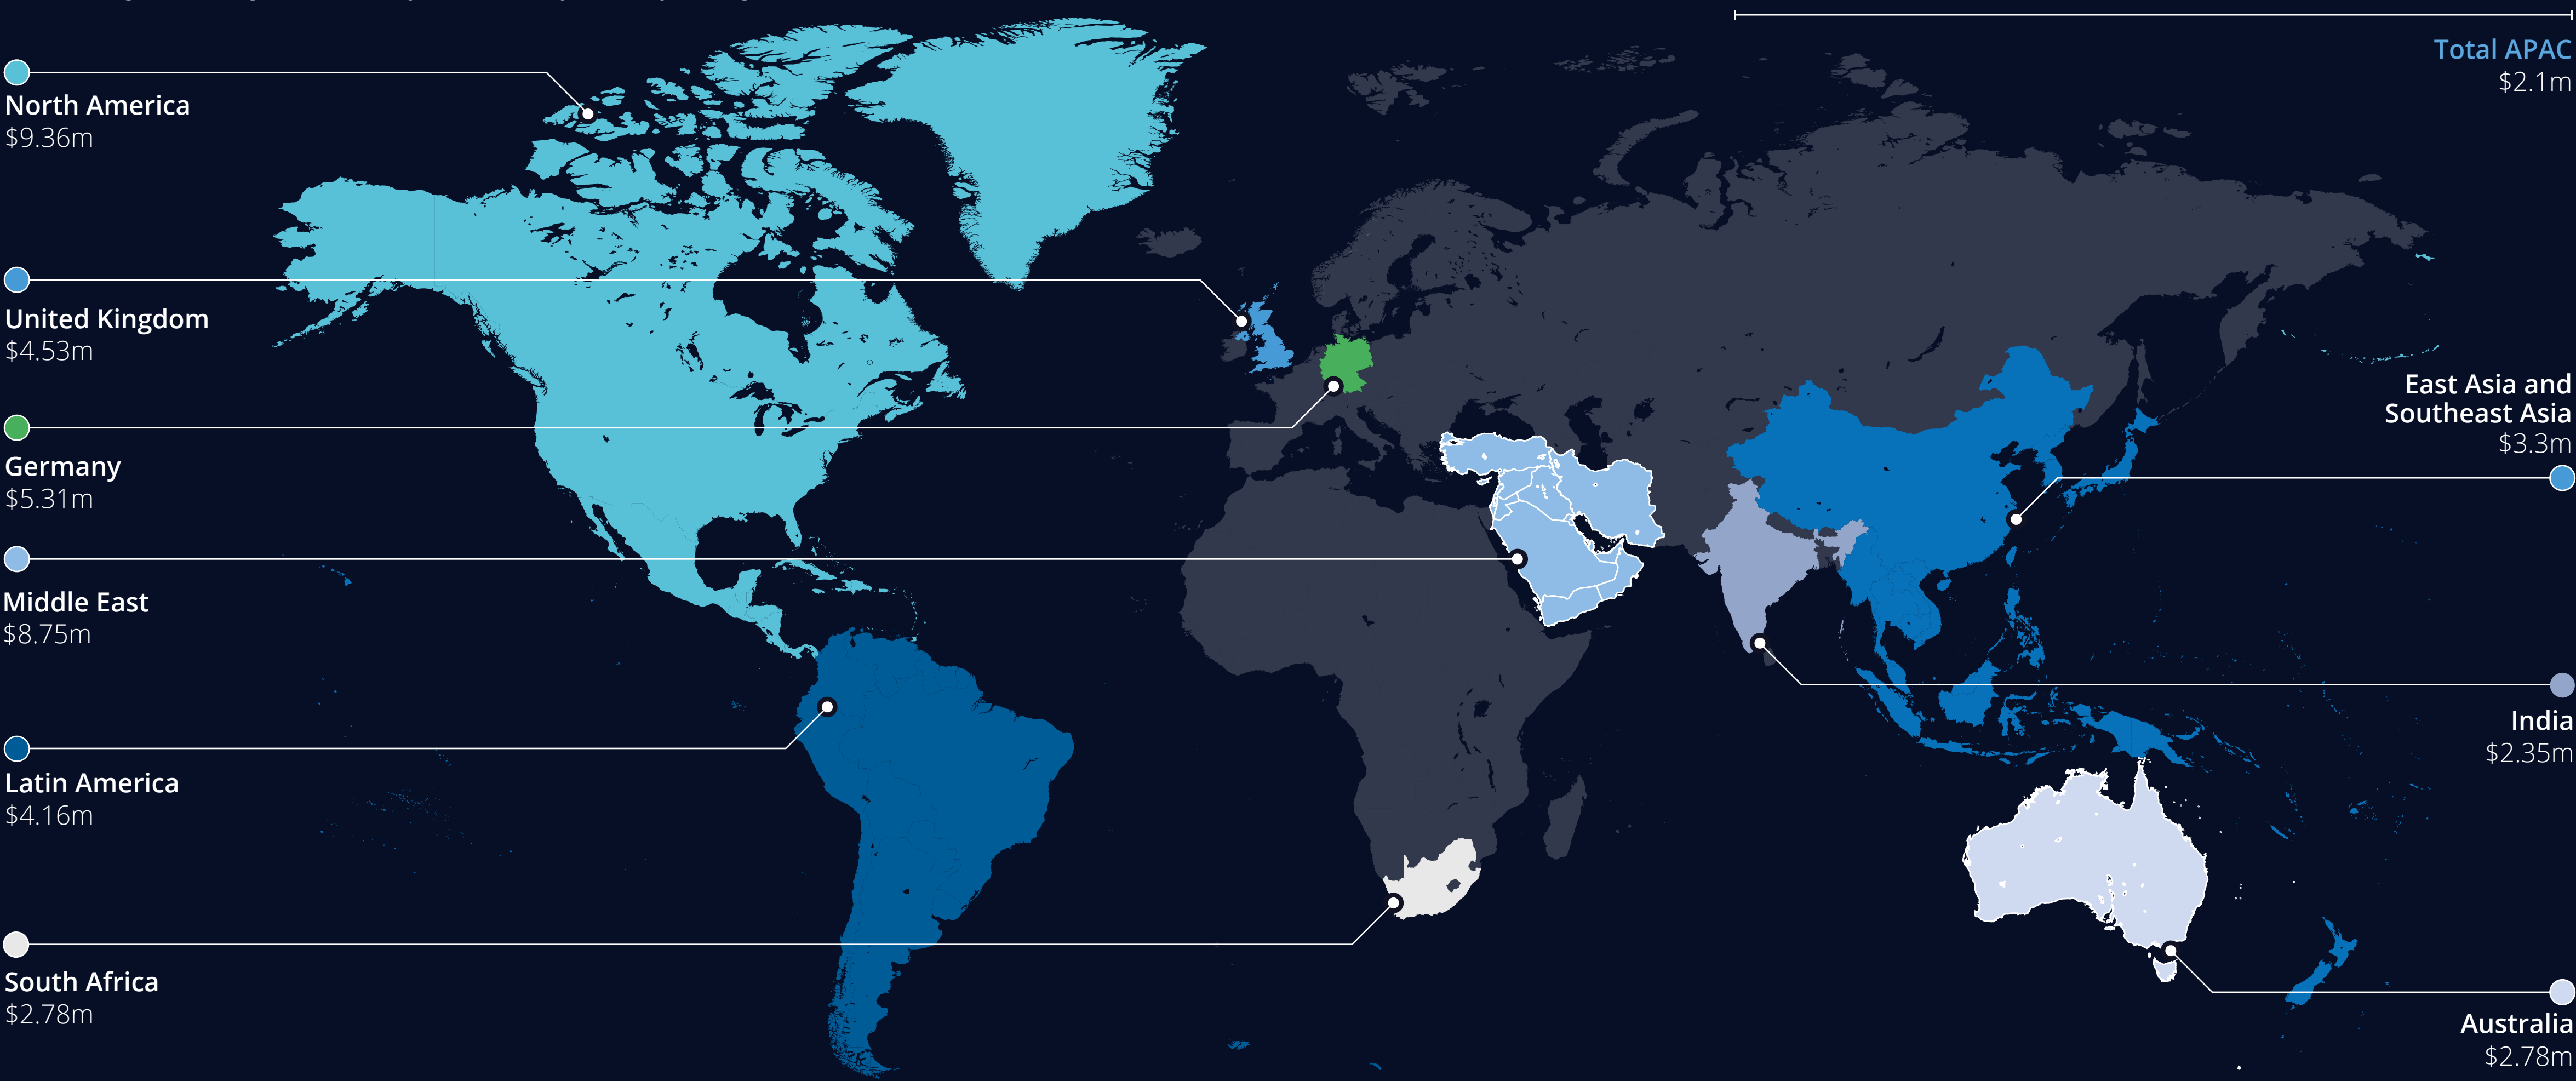 North America
$9.36m
United Kingdom
$4.53m
Germany
$5.31m
Middle East
$8.75m
Latin America
$4.16m
South Africa
$2.78m
Total APAC
$2.1m
East Asia and
Southeast Asia
$3.3m
India
$2.35m
Australia
$2.78m